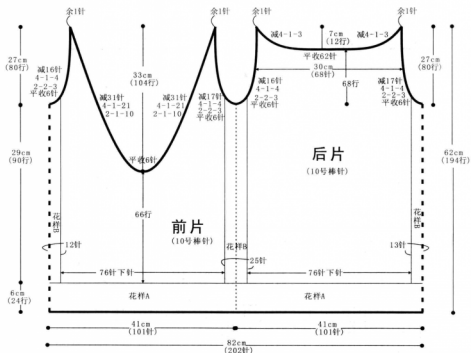 余1针
余1针
余1针
余1针
27cm
(80行)
减16针
4-1-4
2-2-3
平收6针
33cm
(104行)
减31针
4-1-21
2-1-10
减31针
4-1-21
2-1-10
减17针
4-1-4
2-2-3
平收6针
平收6针
减4-1-3
7cm
(12行)
减4-1-3
平收62针
30cm
(68针)
68行
减16针
4-1-4
2-2-3
平收6针
减17针
4-1-4
2-2-3
平收6针
27cm
(80行)
29cm
(90行)
62cm
(194行)
66行
前片
(10号棒针)
后片
(10号棒针)
花样B
花样B
花样B
12针
25针
13针
76针下针
76针下针
6cm
(24行)
花样A
花样A
41cm
(101针)
41cm
(101针)
82cm
(202针)